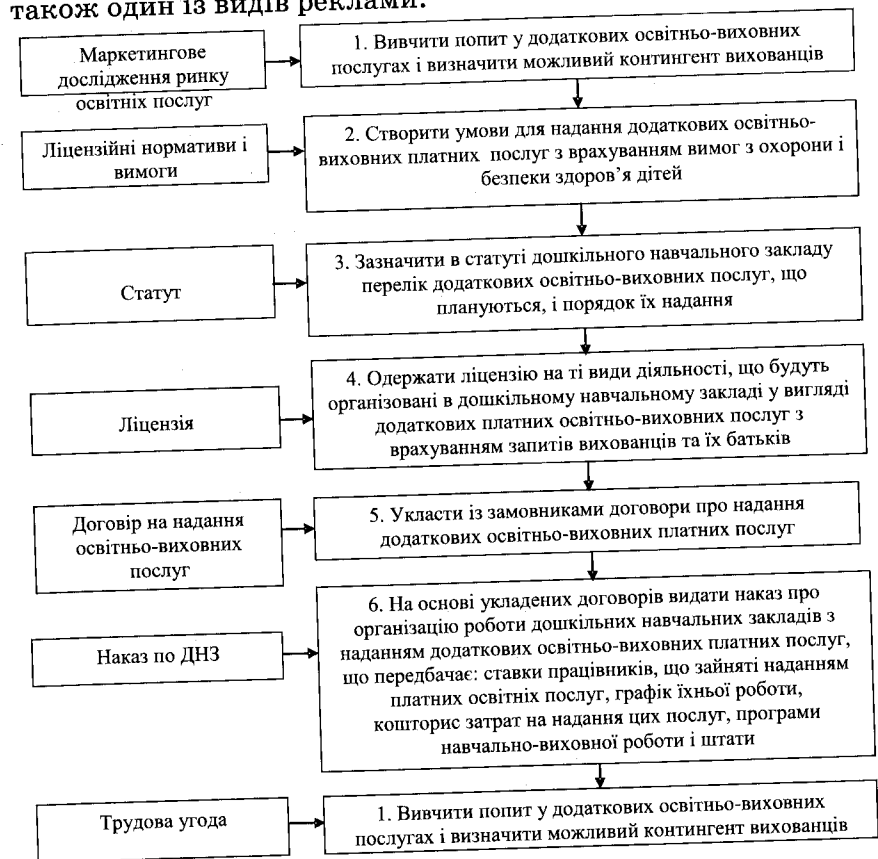 також один із видів реклами.
Маркетингове
дослідження ринку
освітніх послуг
1. Вивчити попит у додаткових освітньо-виховних
послугах і визначити можливий контингент вихованців
Ліцензійні нормативи і
вимоги
2. Створити умови для надання додаткових освітньо-
виховних платних послуг з врахуванням вимог з охорони і
безпеки здоров’я дітей
Статут
3. Зазначити в статуті дошкільного навчального закладу
перелік додаткових освітньо-виховних послуг, що
плануються, і порядок їх надання
Ліцензія
4. Одержати ліцензію на ті види діяльності, що будуть
організовані в дошкільному навчальному закладі у вигляді
додаткових платних освітньо-виховних послуг з
врахуванням запитів вихованців та їх батьків
Договір на надання
освітньо-виховних
послуг
5. Укласти із замовниками договори про надання
додаткових освітньо-виховних платних послуг
Наказ по ДНЗ
6. На основі укладених договорів видати наказ про
організацію роботи дошкільних навчальних закладів з
наданням додаткових освітньо-виховних платних послуг,
що передбачає: ставки працівників, що зайняті наданням
платних освітніх послуг, графік їхньої роботи,
кошторис затрат на надання цих послуг, програми
навчально-виховної роботи і штати
Трудова угода
1. Вивчити попит у додаткових освітньо-виховних
послугах і визначити можливий контингент вихованців